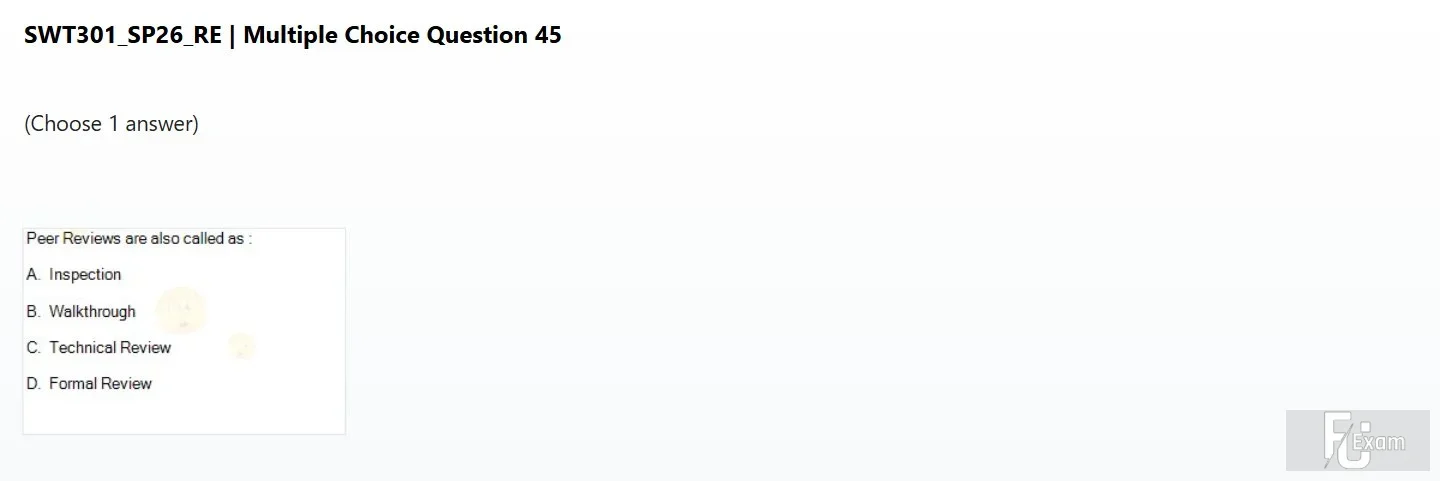 SWT301_SP26_RE | Multiple Choice Question 45
(Choose 1 answer)
Peer Reviews are also called as :
A. Inspection
B. Walkthrough
C. Technical Review
D. Formal Review
FU Exam